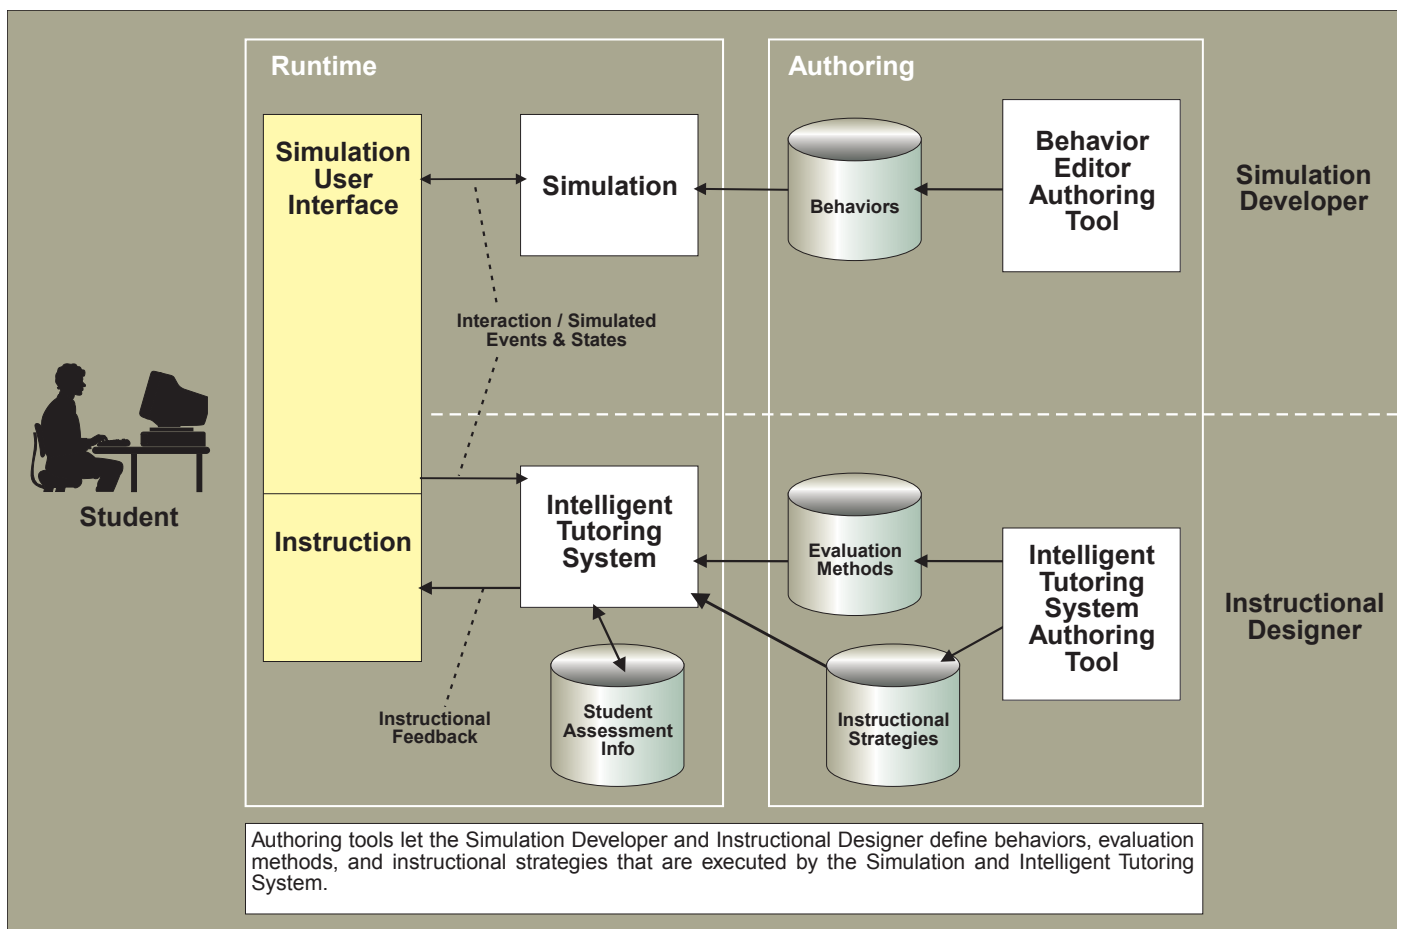 Runtime
Authoring
Simulation
User
Interface
Simulation
Behaviors
Behavior
Editor
Authoring
Tool
Simulation
Developer
Interaction / Simulated
Events & States
Student
Instruction
Intelligent
Tutoring
System
Evaluation
Methods
Intelligent
Tutoring
System
Authoring
Tool
Instructional
Designer
Instructional
Feedback
Student
Assessment
Info
Instructional
Strategies
Authoring tools let the Simulation Developer and Instructional Designer define behaviors, evaluation
methods, and instructional strategies that are executed by the Simulation and Intelligent Tutoring
System.